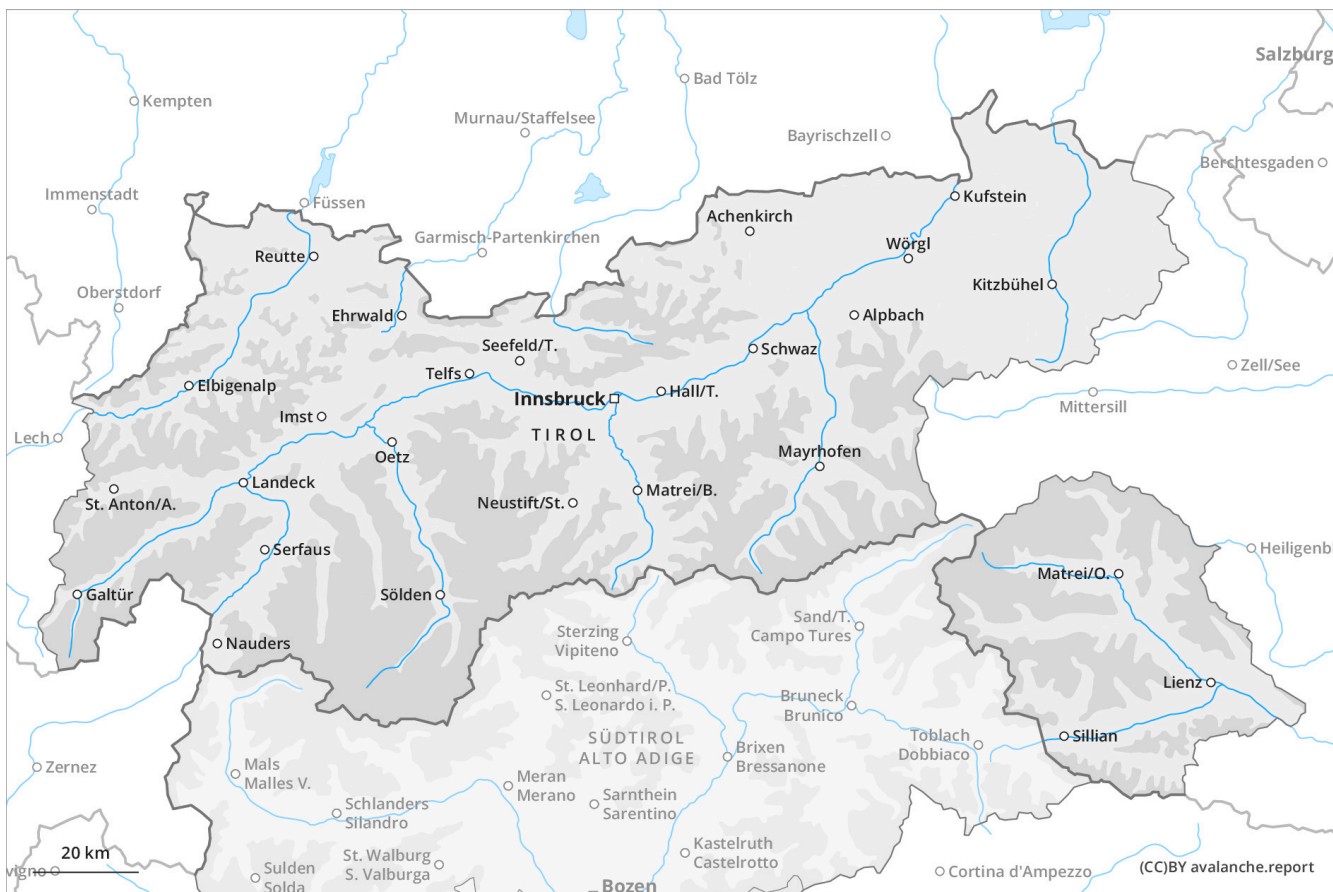 Salzburg
Bad Tölz
Kempten
Murnau/Staffelsee
Bayrischzell
Berchtesgaden
Immenstadt
Füssen
Kufstein
Achenkirch
Garmisch-Partenkirchen
Wörgl
Reutte
Kitzbühel
Oberstdorf
Ehrwald
Alpbach
Seefeld/T.
Schwaz
Zell/See
Telfs
Elbigenalp
Hall/T.
Innsbruck
Mittersill
Imst
TIROL
Lech
Oetz
Mayrhofen
Landeck
Matrei/B.
St. Anton/A.
Neustift/St.
Serfaus
Heiligenb
Matrei/O.
Galtür
Sölden
Sand/T.
Campo Tures
Sterzing
Vipiteno
Nauders
Lienz
St. Leonhard/P.
S. Leonardo i. P.
Bruneck
Brunico
SÜDTIROL
ALTO ADIGE
Sillian
Toblach
Dobbiaco
Brixen
Bressanone
Zernez
Mals
Malles V.
Meran
Merano
Sarnthein
Sarentino
Schlanders
Silandro
20 km
St. Walburg
S. Valburga
Kastelruth
Castelrotto
vigno
Sulden
Solda
Cortina d'Ampezzo
(CC)BY avalanche.report
Bozen